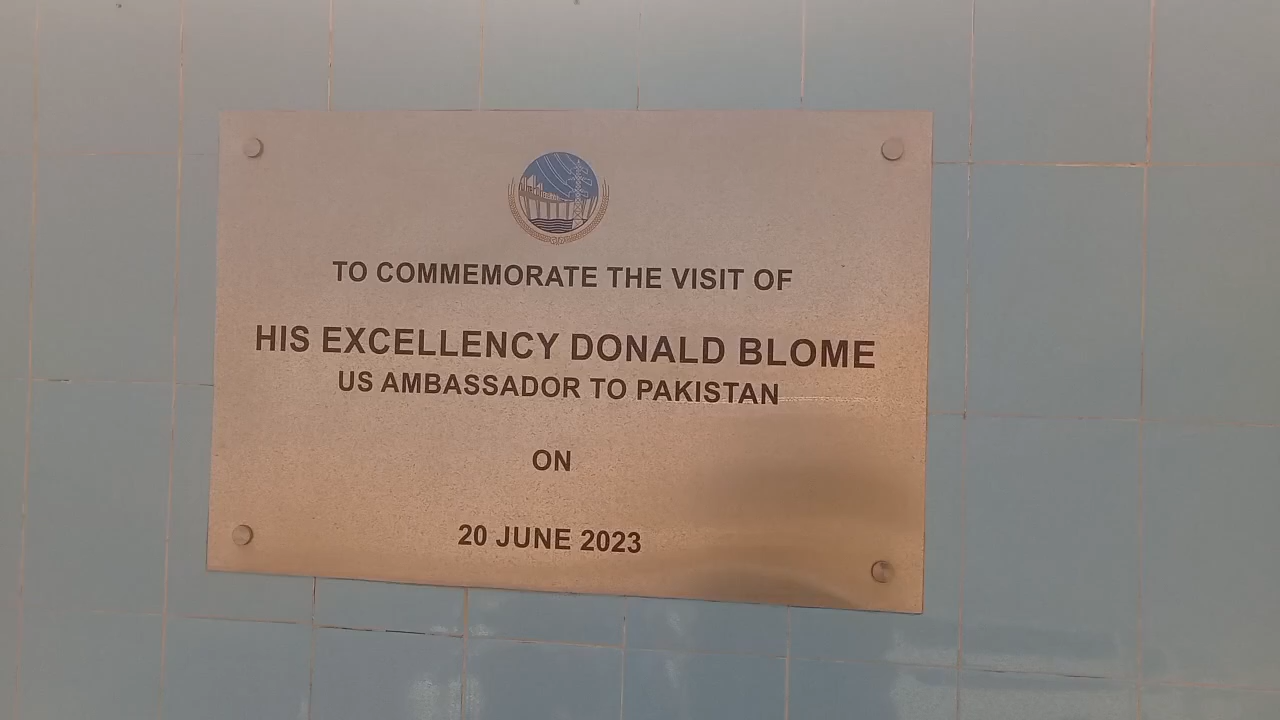 TO COMMEMORATE THE VISIT OF
HIS EXCELLENCY DONALD BLOME
US AMBASSADOR TO PAKISTAN
ON
20 JUNE 2023